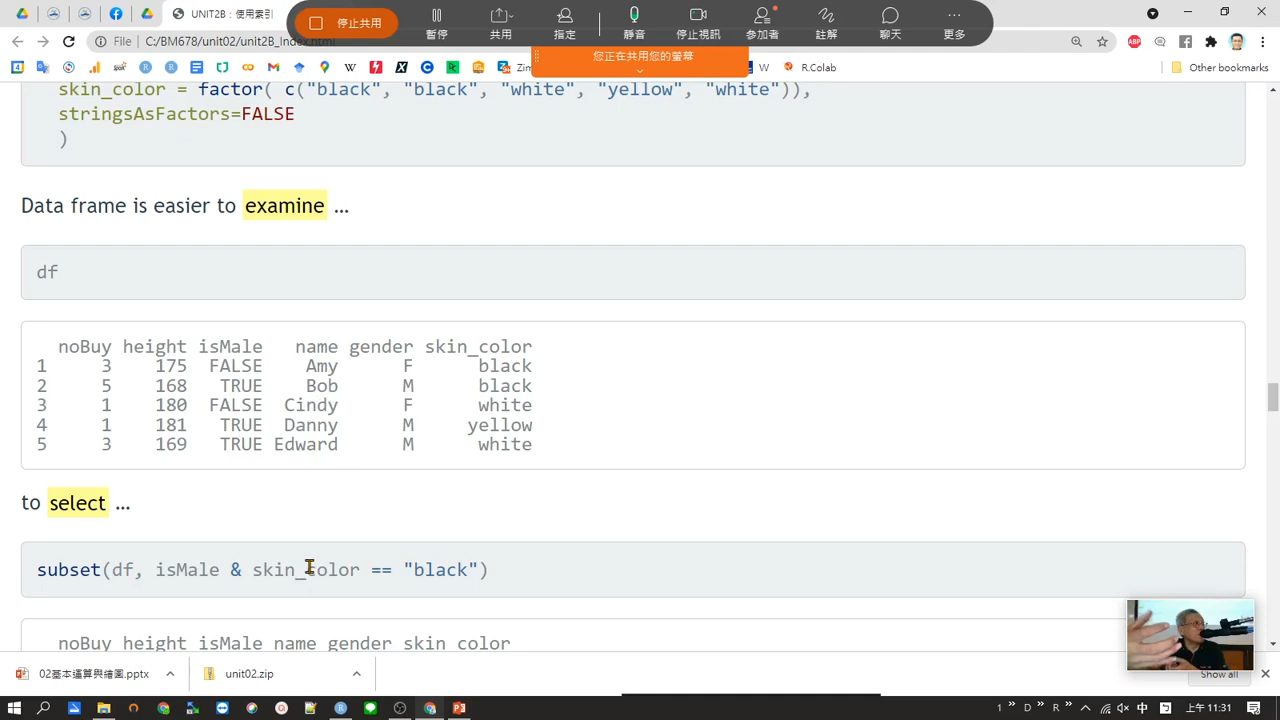 UNIT2B：使用索引
停止共用
暫停
共用
指定
靜音
停止視訊
參加者
註解
聊天
更多
您正在共用您的螢幕
File
C:/BM678/unit02/unit2B_Index.html
ABP
Zim
W
R.Colab
Other bookmarks
skin_color = factor( c("black", "black", "white", "yellow", "white")),
stringsAsFactors=FALSE
)
Data frame is easier to examine …
df
noBuy height isMale name gender skin_color
1 3 175 FALSE Amy F black
2 5 168 TRUE Bob M black
3 1 180 FALSE Cindy F white
4 1 181 TRUE Danny M yellow
5 3 169 TRUE Edward M white
to select …
subset(df, isMale & skin_color == "black")
noBuy height isMale name gender skin color
02基本運算與繪圖.pptx
unit02.zip
Show all
1
D
R
中
上午 11:31